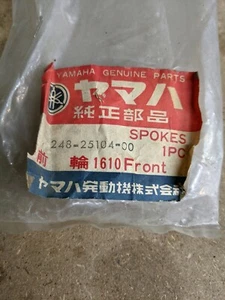 YAMAHA GENUINE PARTS
ヤマハ
純正部品
SPOKES
248-25104-00 1PC
前輪 1610 Front
ヤマハ発動機株式会社